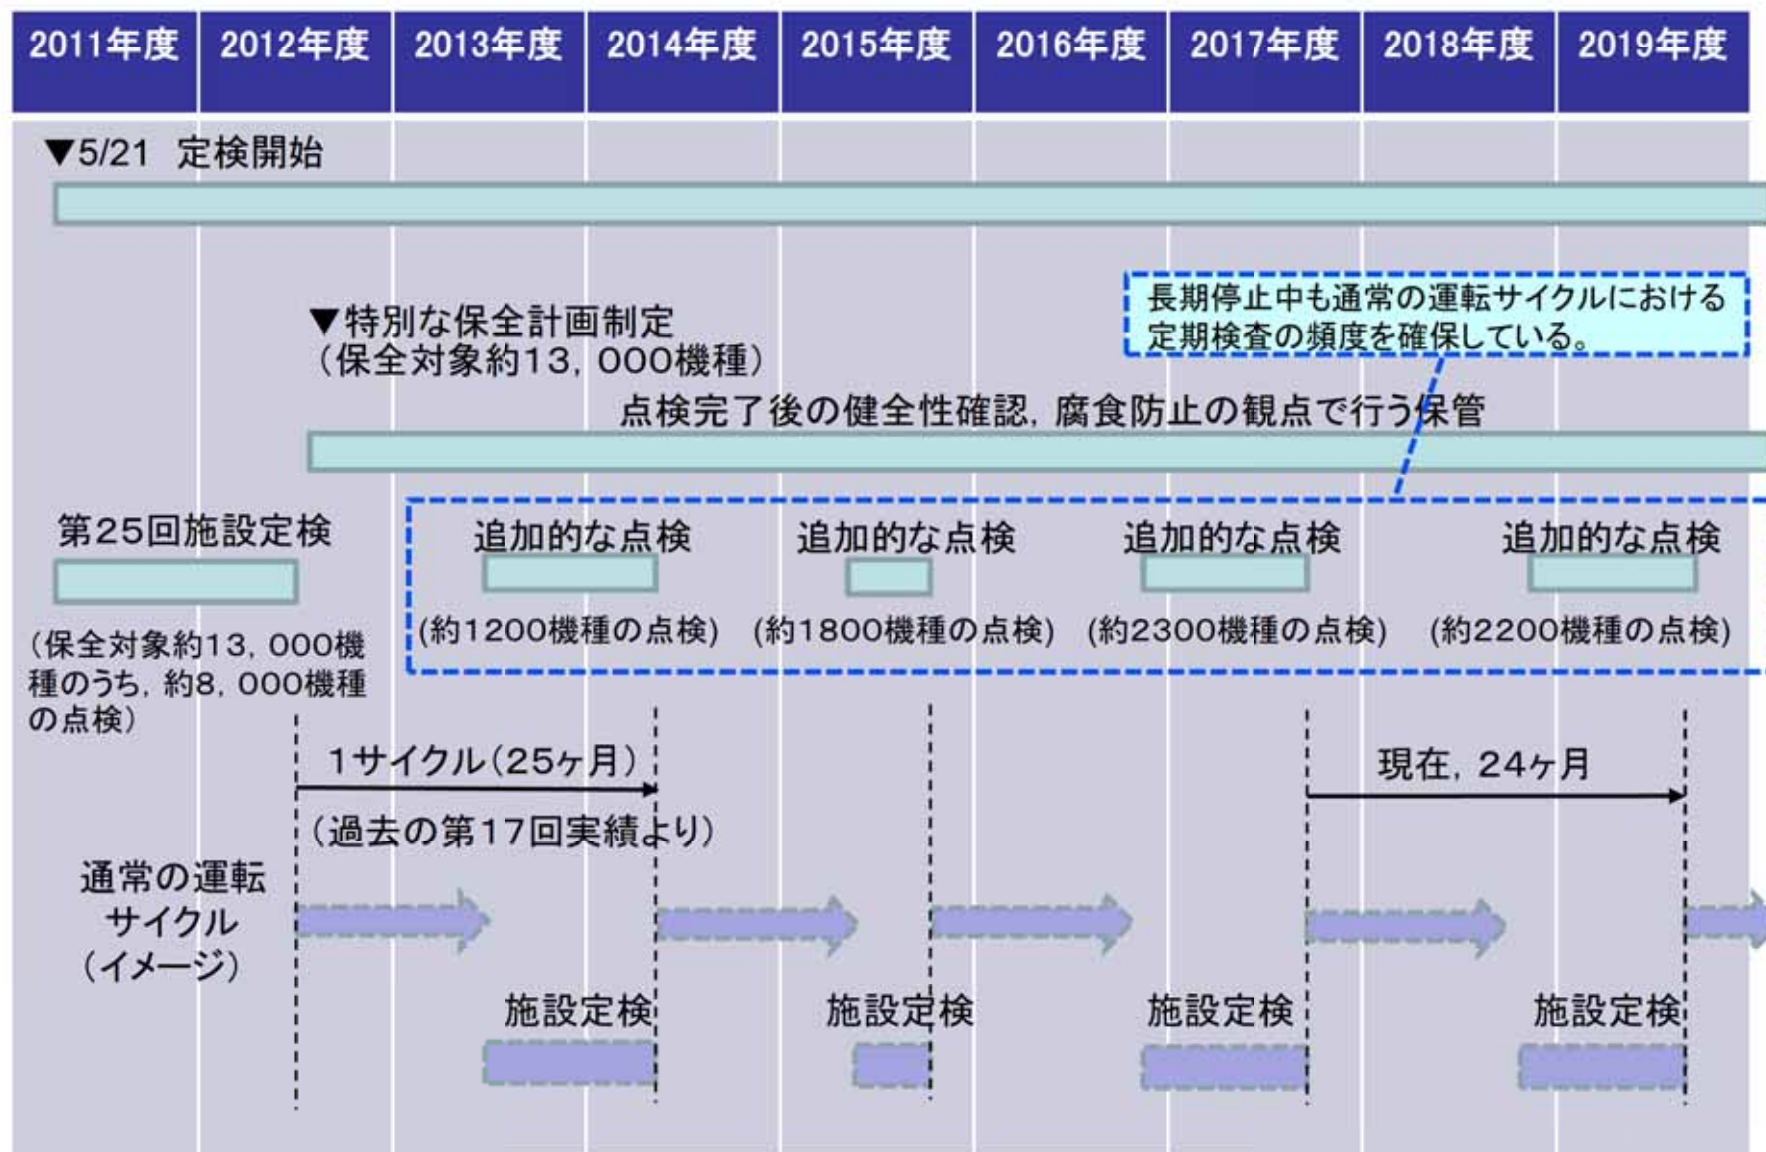 2011年度 2012年度 2013年度 2014年度 2015年度 2016年度 2017年度 2018年度 2019年度
▼5/21 定検開始
長期停止中も通常の運転サイクルにおける
定期検査の頻度を確保している。
▼特別な保全計画制定
（保全対象約13，000機種）
点検完了後の健全性確認，腐食防止の観点で行う保管
第25回施設定検
追加的な点検 追加的な点検 追加的な点検 追加的な点検
(約1200機種の点検) (約1800機種の点検) (約2300機種の点検) (約2200機種の点検)
（保全対象約13，000機
種のうち，約8，000機種
の点検）
1サイクル（25ヶ月）
現在，24ヶ月
（過去の第17回実績より）
通常の運転
サイクル
（イメージ）
施設定検 施設定検 施設定検 施設定検